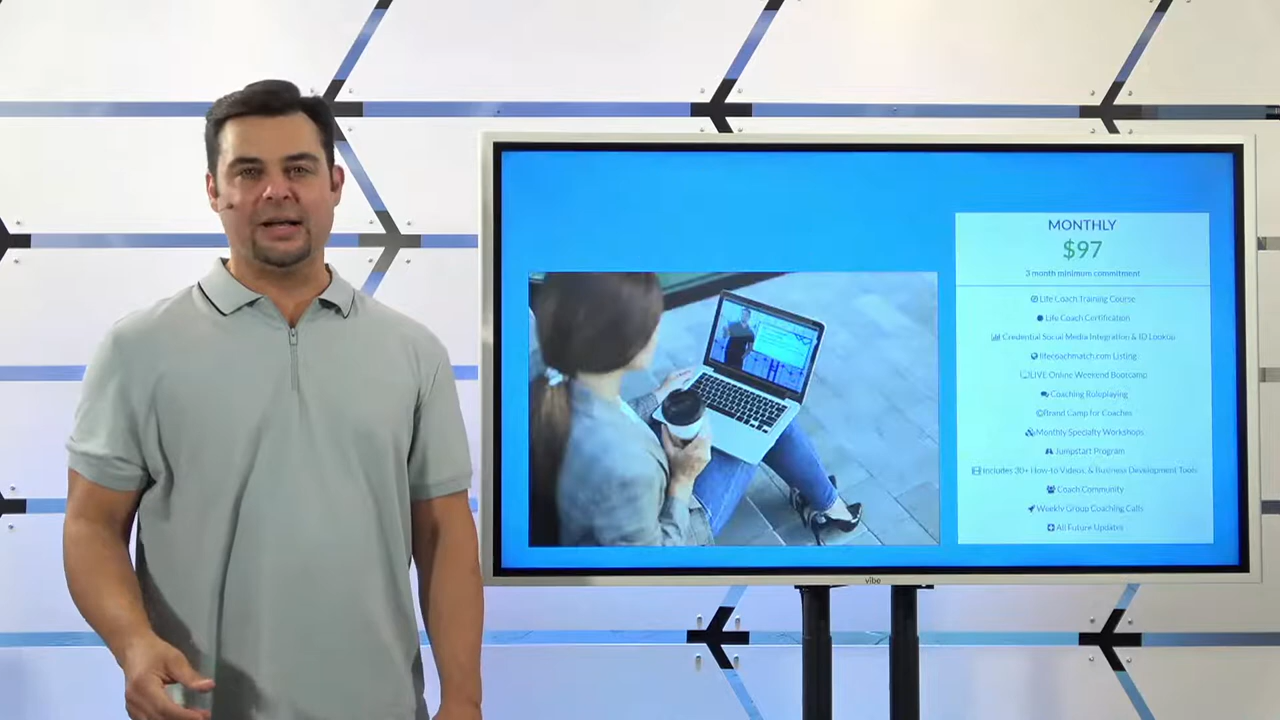 MONTHLY
$97
3 month minimum commitment
Life Coach Training Course
Life Coach Certification
Credential Social Media Integration & ID Lookup
lifecoachmatch.com Listing
LIVE Online Weekend Bootcamp
Coaching Roleplaying
Brand Camp for Coaches
Monthly Specialty Workshops
Jumpstart Program
Includes 30+ How-to Videos, & Business Development Tools
Coach Community
Weekly Group Coaching Calls
All Future Updates
vibe